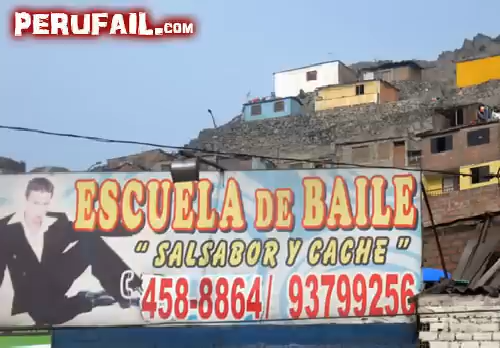 PERUFAIL.COM
ESCUELA DE BAILE
" SALSABOR Y CACHE "
458-8864/ 93799256